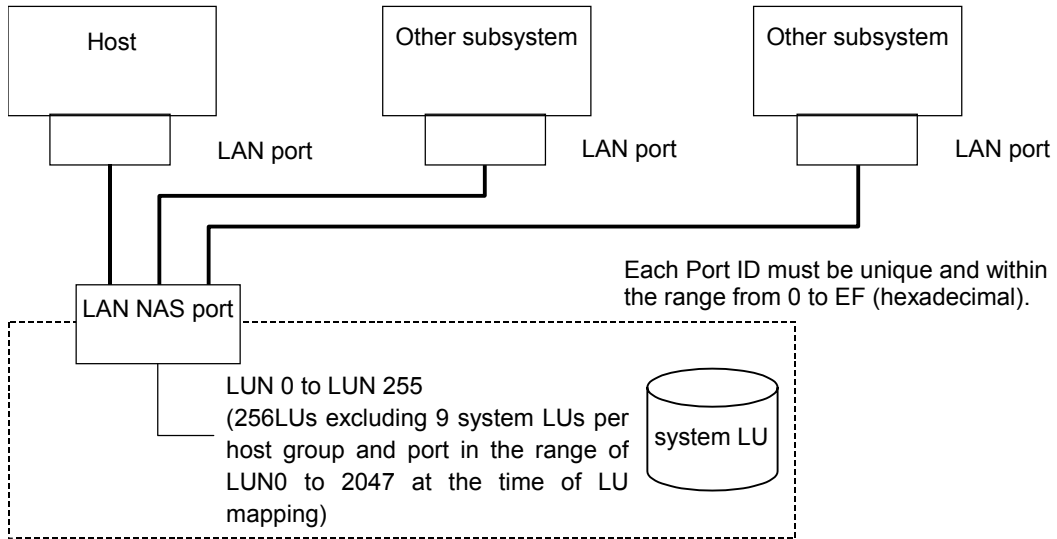 Host
Other subsystem
Other subsystem
LAN port
LAN port
LAN port
Each Port ID must be unique and within
the range from 0 to EF (hexadecimal).
LAN NAS port
LUN 0 to LUN 255
(256LUs excluding 9 system LUs per
host group and port in the range of
LUN0 to 2047 at the time of LU
mapping)
system LU